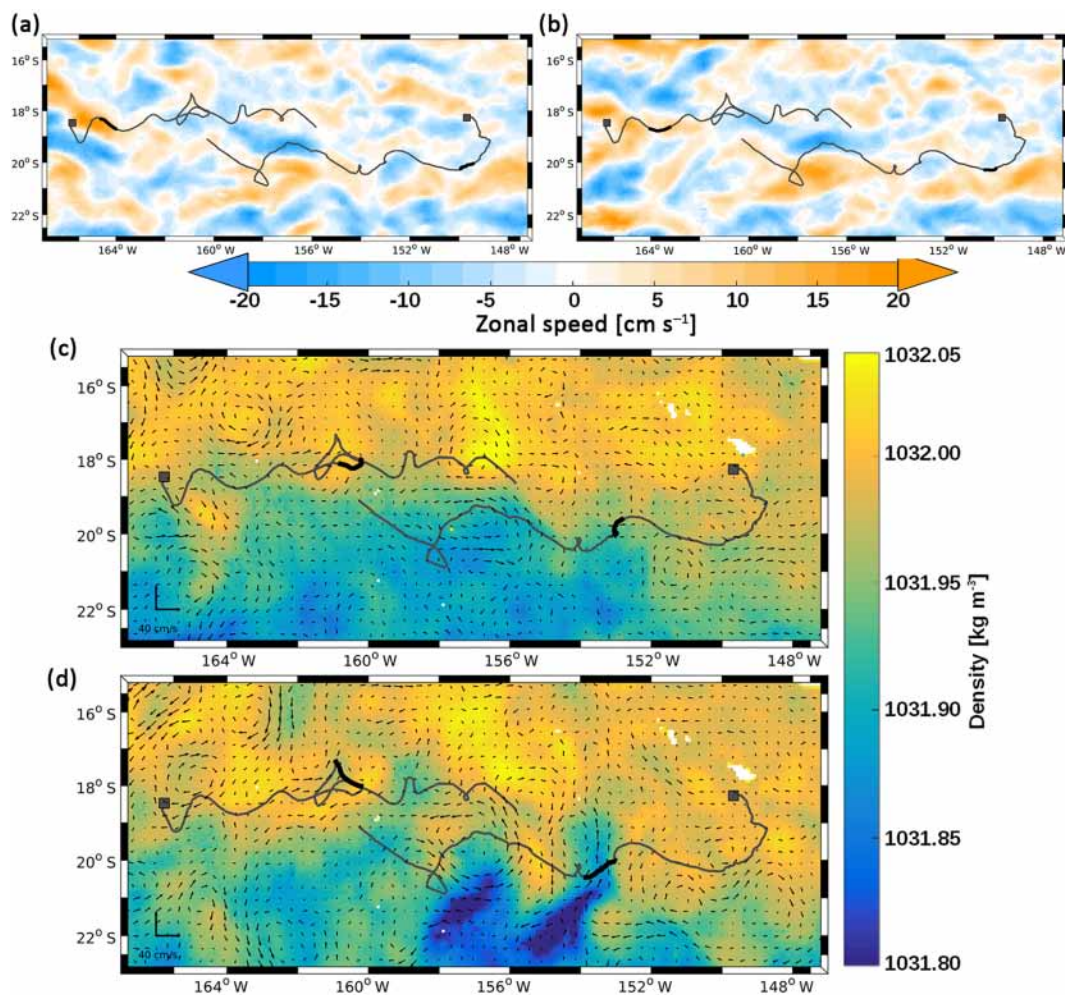 (a)
(b)
16° S
18° S
20° S
22° S
164° W
160° W
156° W
152° W
148° W
16° S
18° S
20° S
22° S
164° W
160° W
156° W
152° W
148° W
-20 -15 -10 -5 0 5 10 15 20
Zonal speed [cm s⁻¹]
(c)
16° S
18° S
20° S
22° S
40 cm/s
164° W 160° W 156° W 152° W 148° W
(d)
16° S
18° S
20° S
22° S
40 cm/s
164° W 160° W 156° W 152° W 148° W
1032.05
1032.00
1031.95
1031.90
1031.85
1031.80
Density [kg m⁻³]